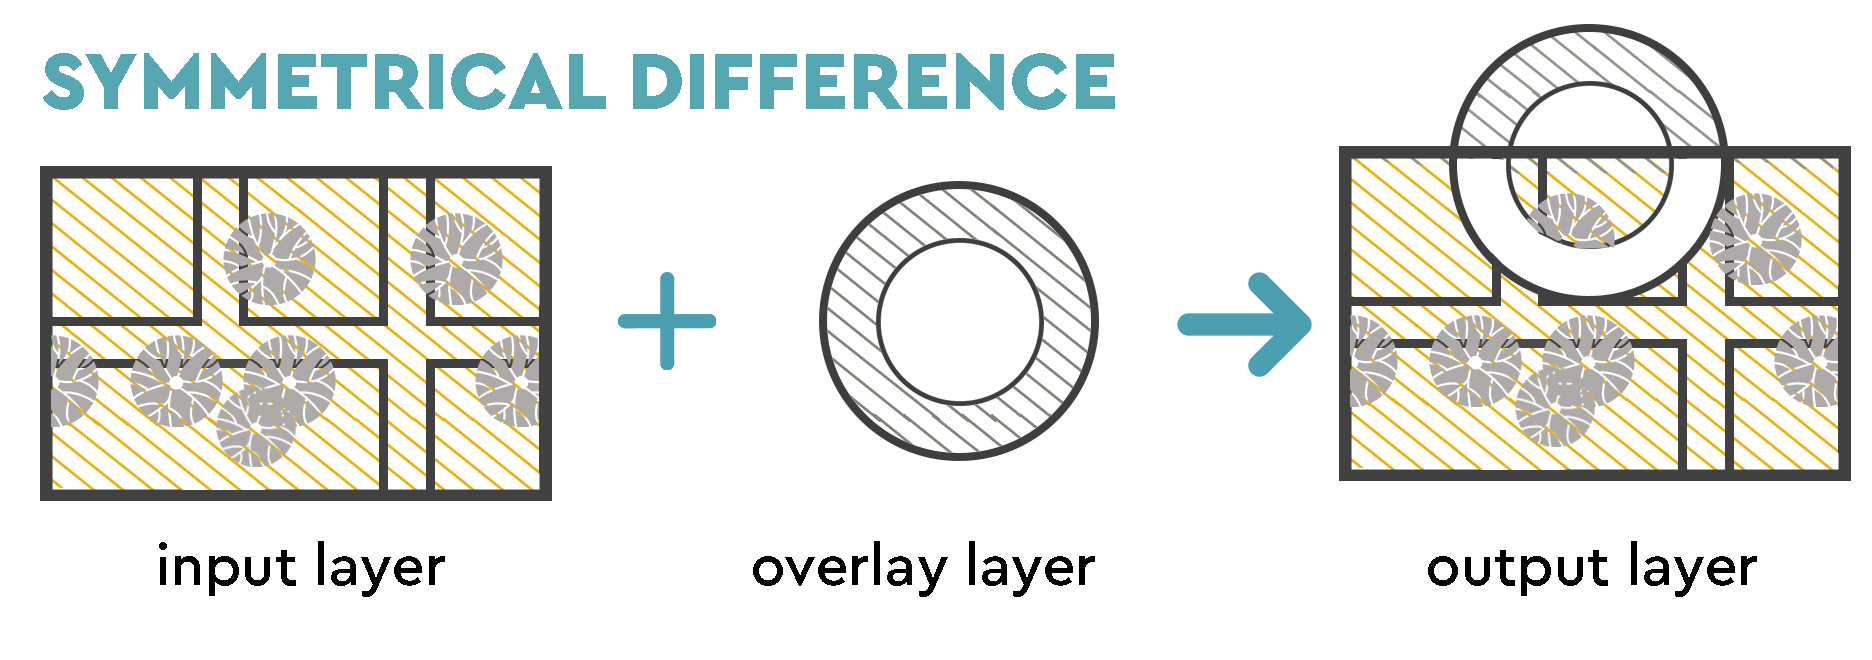 SYMMETRICAL DIFFERENCE
input layer
overlay layer
output layer